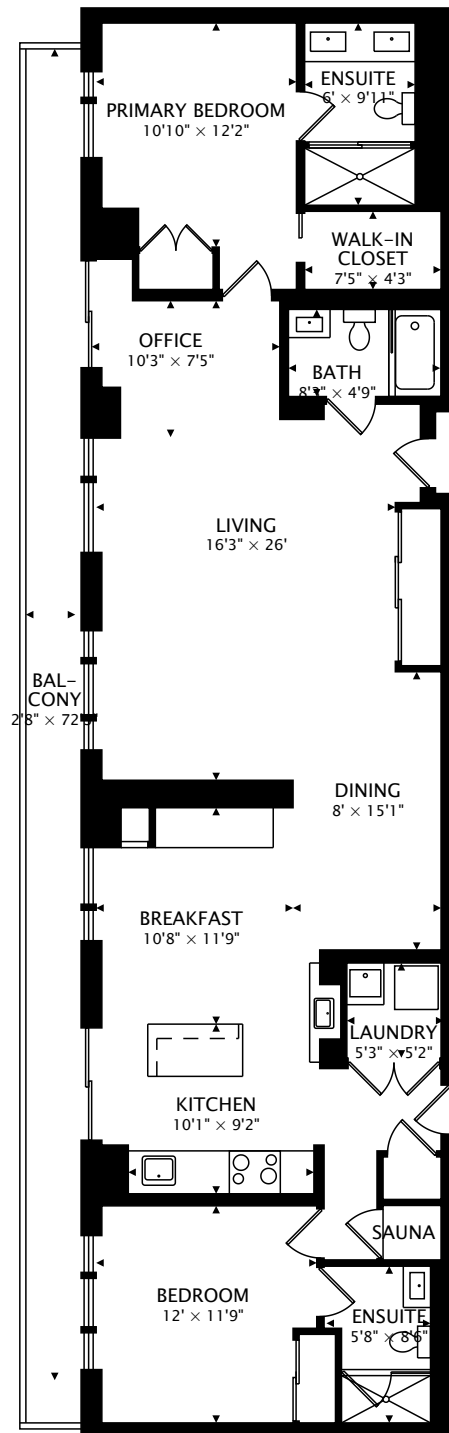 ENSUITE
6' × 9'11"
PRIMARY BEDROOM
10'10" × 12'2"
WALK-IN
CLOSET
7'5" × 4'3"
OFFICE
10'3" × 7'5"
BATH
8'2" × 4'9"
LIVING
16'3" × 26'
BAL-
CONY
2'8" × 72'
DINING
8' × 15'1"
BREAKFAST
10'8" × 11'9"
LAUNDRY
5'3" × 5'2"
KITCHEN
10'1" × 9'2"
SAUNA
BEDROOM
12' × 11'9"
ENSUITE
5'8" × 8'6"